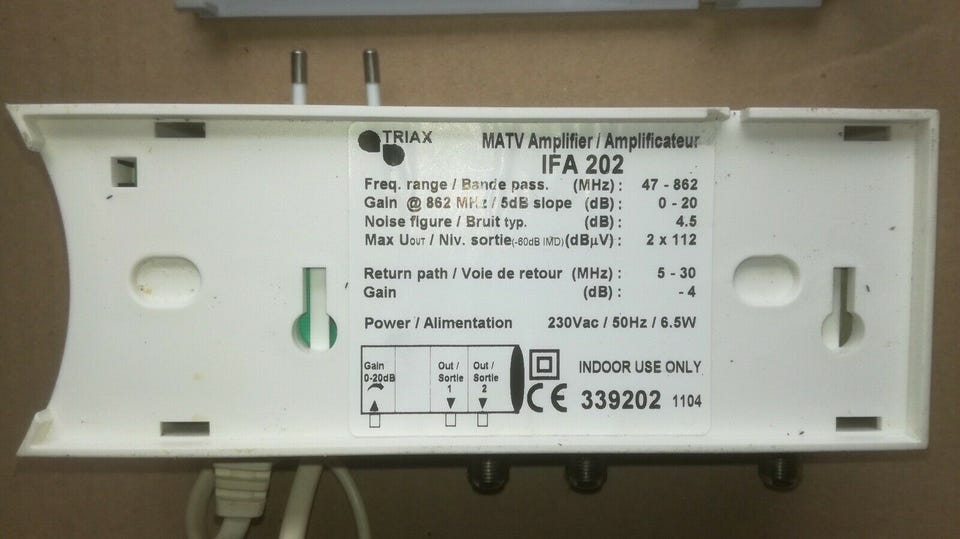 TRIAX
MATV Amplifier / Amplificateur
IFA 202
Freq. range / Bande pass. (MHz) : 47 - 862
Gain @ 862 MHz / 5dB slope (dB) : 0 - 20
Noise figure / Bruit typ. (dB) : 4.5
Max UOUT / Niv. sortie(-60dB IMD)(dBµV) : 2 x 112
Return path / Voie de retour (MHz) : 5 - 30
Gain (dB) : - 4
Power / Alimentation 230Vac / 50Hz / 6.5W
Gain
0-20dB
Out /
Sortie
1
Out /
Sortie
2
INDOOR USE ONLY
CE 339202 1104